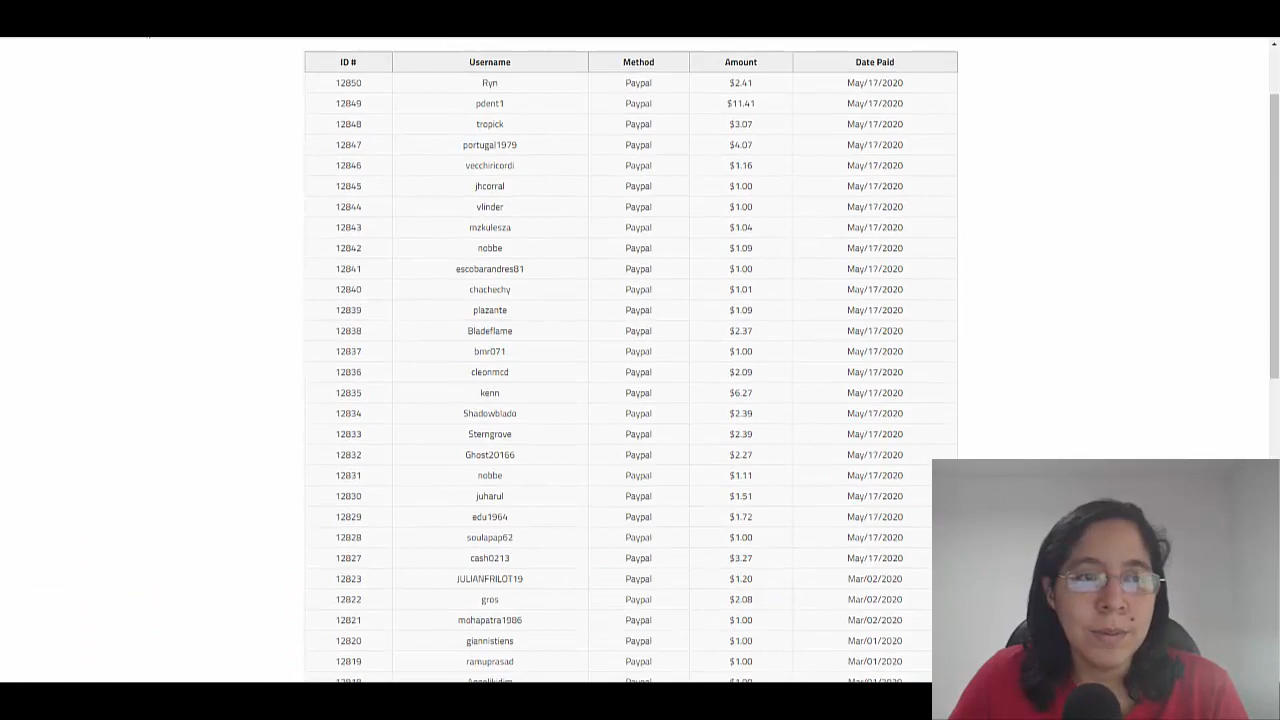 ID # Username Method Amount Date Paid
12850 Ryn Paypal $2.41 May/17/2020
12849 pdent1 Paypal $11.41 May/17/2020
12848 tropick Paypal $3.07 May/17/2020
12847 portugal1979 Paypal $4.07 May/17/2020
12846 vecchiricordi Paypal $1.16 May/17/2020
12845 jhcorral Paypal $1.00 May/17/2020
12844 vlinder Paypal $1.00 May/17/2020
12843 mzkulesza Paypal $1.04 May/17/2020
12842 nobbe Paypal $1.09 May/17/2020
12841 escobarandres81 Paypal $1.00 May/17/2020
12840 chachechy Paypal $1.01 May/17/2020
12839 plazante Paypal $1.09 May/17/2020
12838 Bladeflame Paypal $2.37 May/17/2020
12837 bmr071 Paypal $1.00 May/17/2020
12836 cleonmcd Paypal $2.09 May/17/2020
12835 kenn Paypal $6.27 May/17/2020
12834 Shadowblado Paypal $2.39 May/17/2020
12833 Sterngrove Paypal $2.39 May/17/2020
12832 Ghost20166 Paypal $2.27 May/17/2020
12831 nobbe Paypal $1.11 May/17/2020
12830 juharul Paypal $1.51 May/17/2020
12829 edu1964 Paypal $1.72 May/17/2020
12828 soulapap62 Paypal $1.00 May/17/2020
12827 cash0213 Paypal $3.27 May/17/2020
12823 JULIANFRILOT19 Paypal $1.20 Mar/02/2020
12822 gros Paypal $2.08 Mar/02/2020
12821 mohapatra1986 Paypal $1.00 Mar/02/2020
12820 giannistiens Paypal $1.00 Mar/01/2020
12819 ramuprasad Paypal $1.00 Mar/01/2020